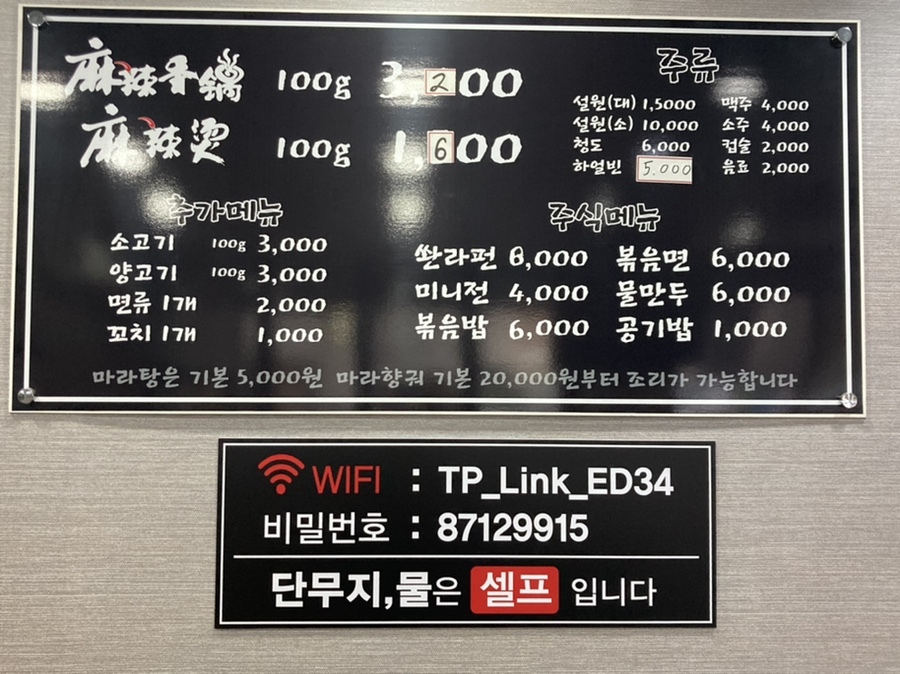 麻辣香鍋 100g 3,200
麻辣烫 100g 1,600
주류
설원(대) 1,5000 맥주 4,000
설원(소) 10,000 소주 4,000
청도 6,000 컵술 2,000
하얼빈 5.000 음료 2,000
추가메뉴
소고기 100g 3,000
양고기 100g 3,000
면류 1개 2,000
꼬치 1개 1,000
주식메뉴
쏸라펀 8,000 볶음면 6,000
미니전 4,000 물만두 6,000
볶음밥 6,000 공기밥 1,000
마라탕은 기본 5,000원 마라향궈 기본 20,000원부터 조리가 가능합니다
WIFI : TP_Link_ED34
비밀번호 : 87129915
단무지,물은 셀프 입니다